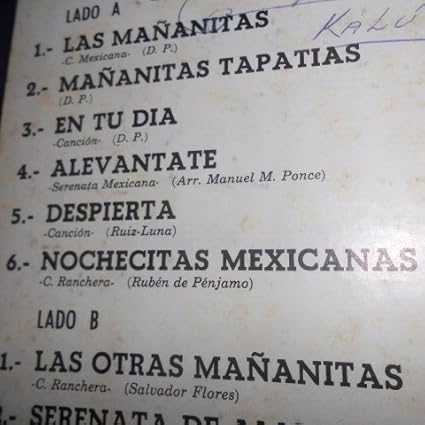 LADO A
KALÚ
1.- LAS MAÑANITAS
-C. Mexicana- (D. P.)
2.- MAÑANITAS TAPATIAS
(D. P.)
3.- EN TU DIA
-Canción- (D. P.)
4.- ALEVANTATE
-Serenata Mexicana- (Arr. Manuel M. Ponce)
5.- DESPIERTA
-Canción- (Ruiz-Luna)
6.- NOCHECITAS MEXICANAS
-C. Ranchera- (Rubén de Pénjamo)
LADO B
1.- LAS OTRAS MAÑANITAS
-C. Ranchera- (Salvador Flores)
SERENATA DE